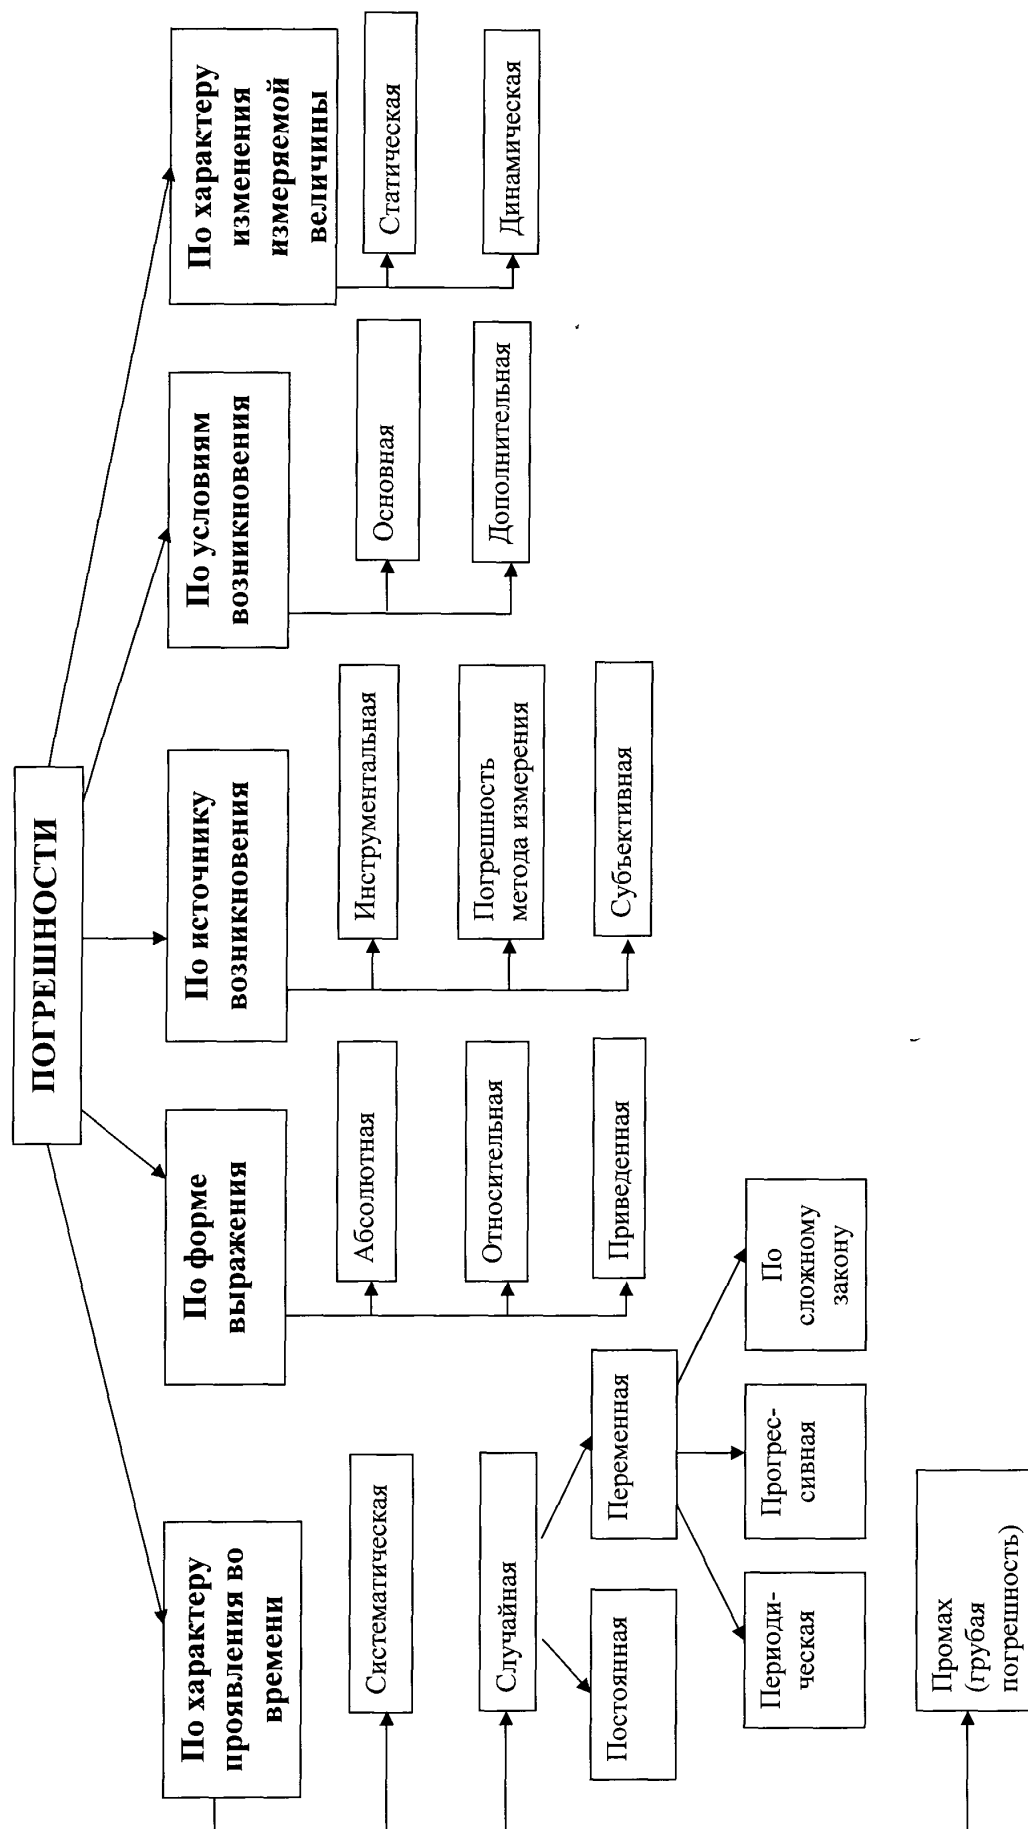 ПОГРЕШНОСТИ
По характеру
проявления во
времени
Систематическая
Случайная
Постоянная
Переменная
Периоди-
ческая
Прогрес-
сивная
По
сложному
закону
Промах
(грубая
погрешность)
По форме
выражения
Абсолютная
Относительная
Приведенная
По источнику
возникновения
Инструментальная
Погрешность
метода измерения
Субъективная
По условиям
возникновения
Основная
Дополнительная
По характеру
изменения
измеряемой
величины
Статическая
Динамическая